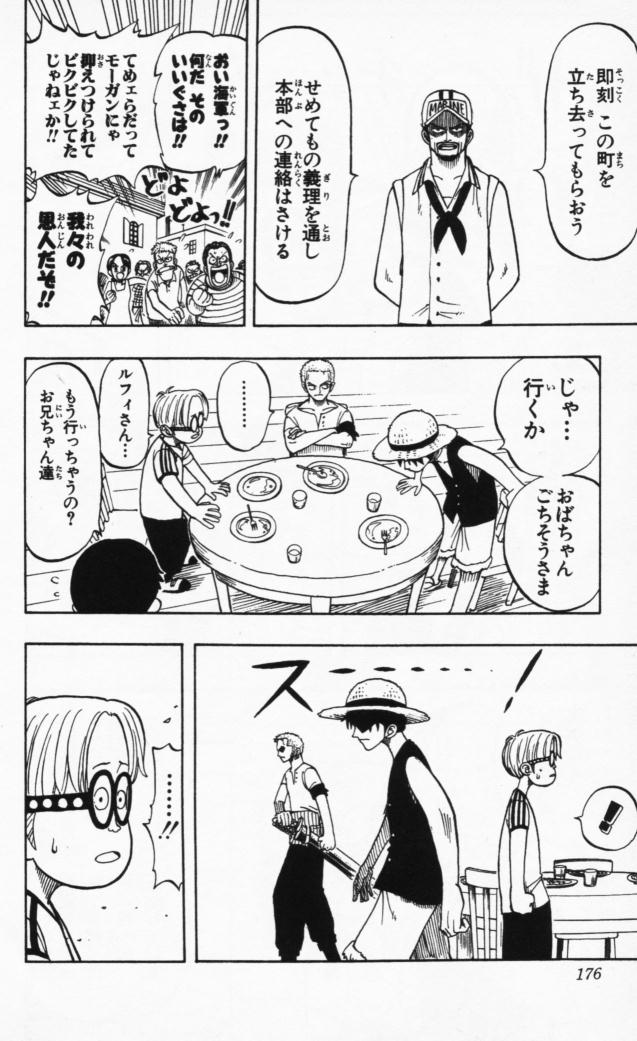 即刻 この町を
立ち去ってもらおう
MARINE
せめてもの義理を通し
本部への連絡はさける
おい海軍っ!!
何だ その
いいぐさは!!
てめェらだって
モーガンにゃ
抑えつけられて
ビクビクしてた
じゃねェか!!
どよ
どよっ!!
我々の
恩人だぞ!!
じゃ…
行くか
おばちゃん
ごちそうさま
………
ルフィさん…
もう行っちゃうの?
お兄ちゃん達
スーーー・・・・!
!
……!!
176